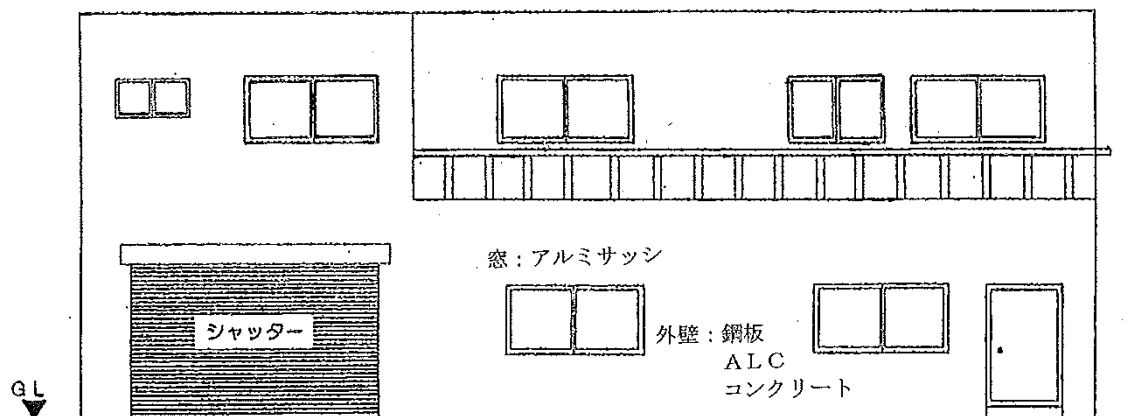 窓：アルミサッシ
シャッター
外壁：鋼板
ＡＬＣ
コンクリート
ＧＬ